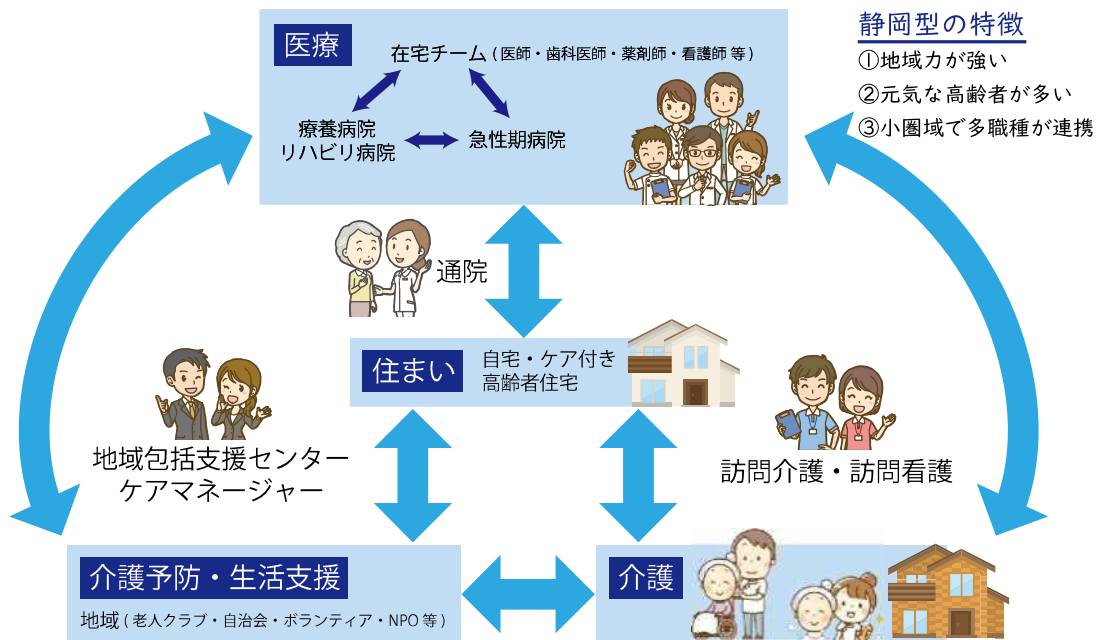 医療
在宅チーム ( 医師・歯科医師・薬剤師・看護師 等 )
療養病院
リハビリ病院
急性期病院
静岡型の特徴
①地域力が強い
②元気な高齢者が多い
③小圏域で多職種が連携
通院
住まい
自宅・ケア付き
高齢者住宅
地域包括支援センター
ケアマネージャー
訪問介護・訪問看護
介護予防・生活支援
地域 ( 老人クラブ・自治会・ボランティア・NPO 等 )
介護